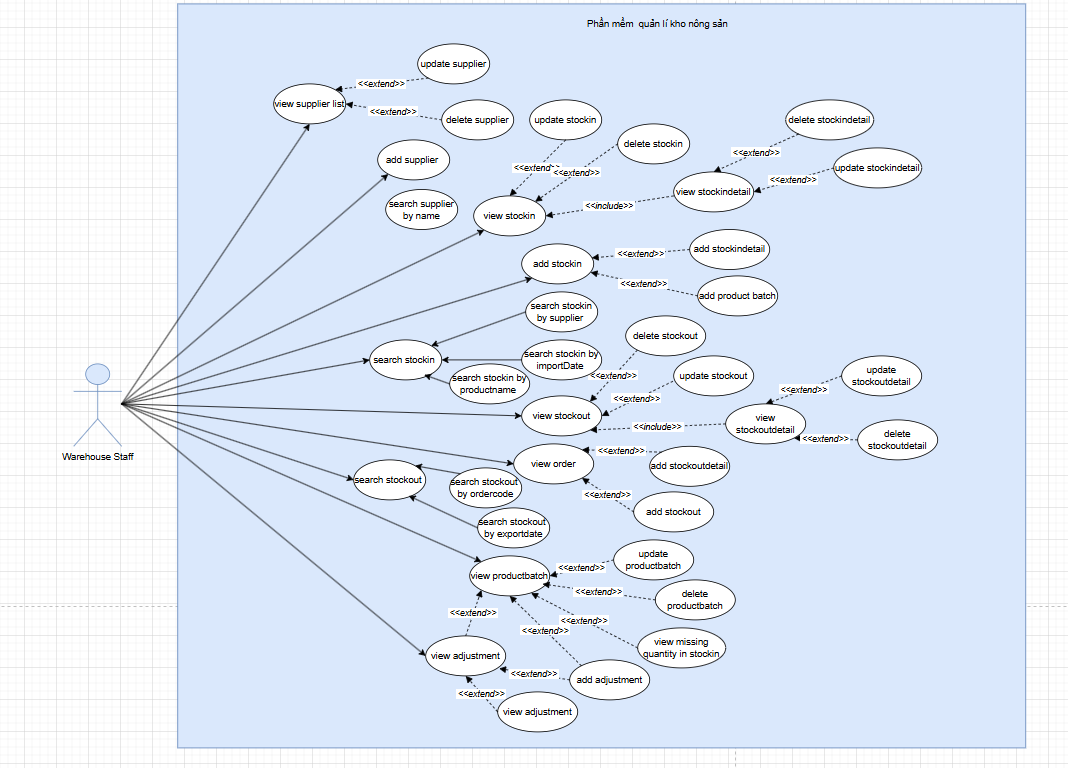 Phần mềm quản lí kho nông sản
update supplier
<<extend>>
view supplier list
<<extend>>
delete supplier
update stockin
delete stockin
delete stockindetail
add supplier
<<extend>>
<<extend>>
<<extend>>
update stockindetail
<<extend>>
view stockindetail
search supplier
by name
view stockin
<<include>>
add stockin
<<extend>>
add stockindetail
<<extend>>
add product batch
search stockin
by supplier
search stockin
search stockin by
importDate
search stockin by
productname
delete stockout
<<extend>>
update stockout
<<extend>>
update
stockoutdetail
<<extend>>
view stockout
<<include>>
view
stockoutdetail
<<extend>>
delete
stockoutdetail
Warehouse Staff
view order
<<extend>>
add stockoutdetail
<<extend>>
add stockout
search stockout
search stockout
by ordercode
search stockout
by exportdate
view productbatch
<<extend>>
update
productbatch
<<extend>>
delete
productbatch
<<extend>>
<<extend>>
<<extend>>
view missing
quantity in stockin
view adjustment
<<extend>>
add adjustment
<<extend>>
view adjustment